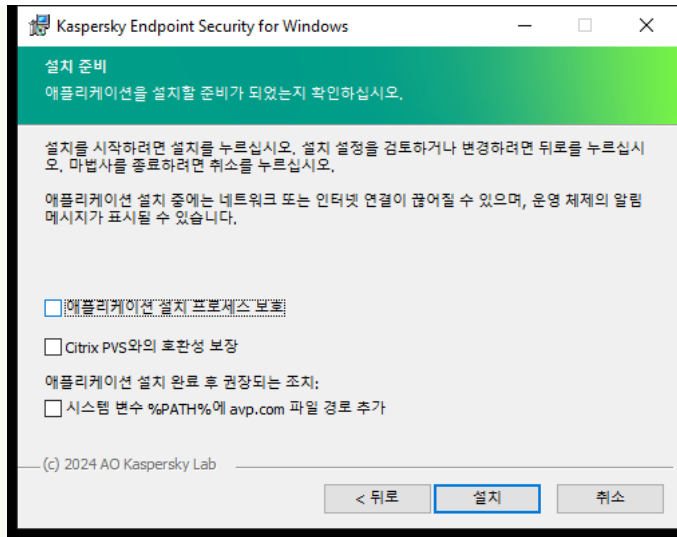 Kaspersky Endpoint Security for Windows
설치 준비
애플리케이션을 설치할 준비가 되었는지 확인하십시오.
설치를 시작하려면 설치를 누르십시오. 설치 설정을 검토하거나 변경하려면 뒤로를 누르십시
오. 마법사를 종료하려면 취소를 누르십시오.
애플리케이션 설치 중에는 네트워크 또는 인터넷 연결이 끊어질 수 있으며, 운영 체제의 알림
메시지가 표시될 수 있습니다.
애플리케이션 설치 프로세스 보호
Citrix PVS와의 호환성 보장
애플리케이션 설치 완료 후 권장되는 조치:
시스템 변수 %PATH%에 avp.com 파일 경로 추가
(c) 2024 AO Kaspersky Lab
< 뒤로 설치 취소